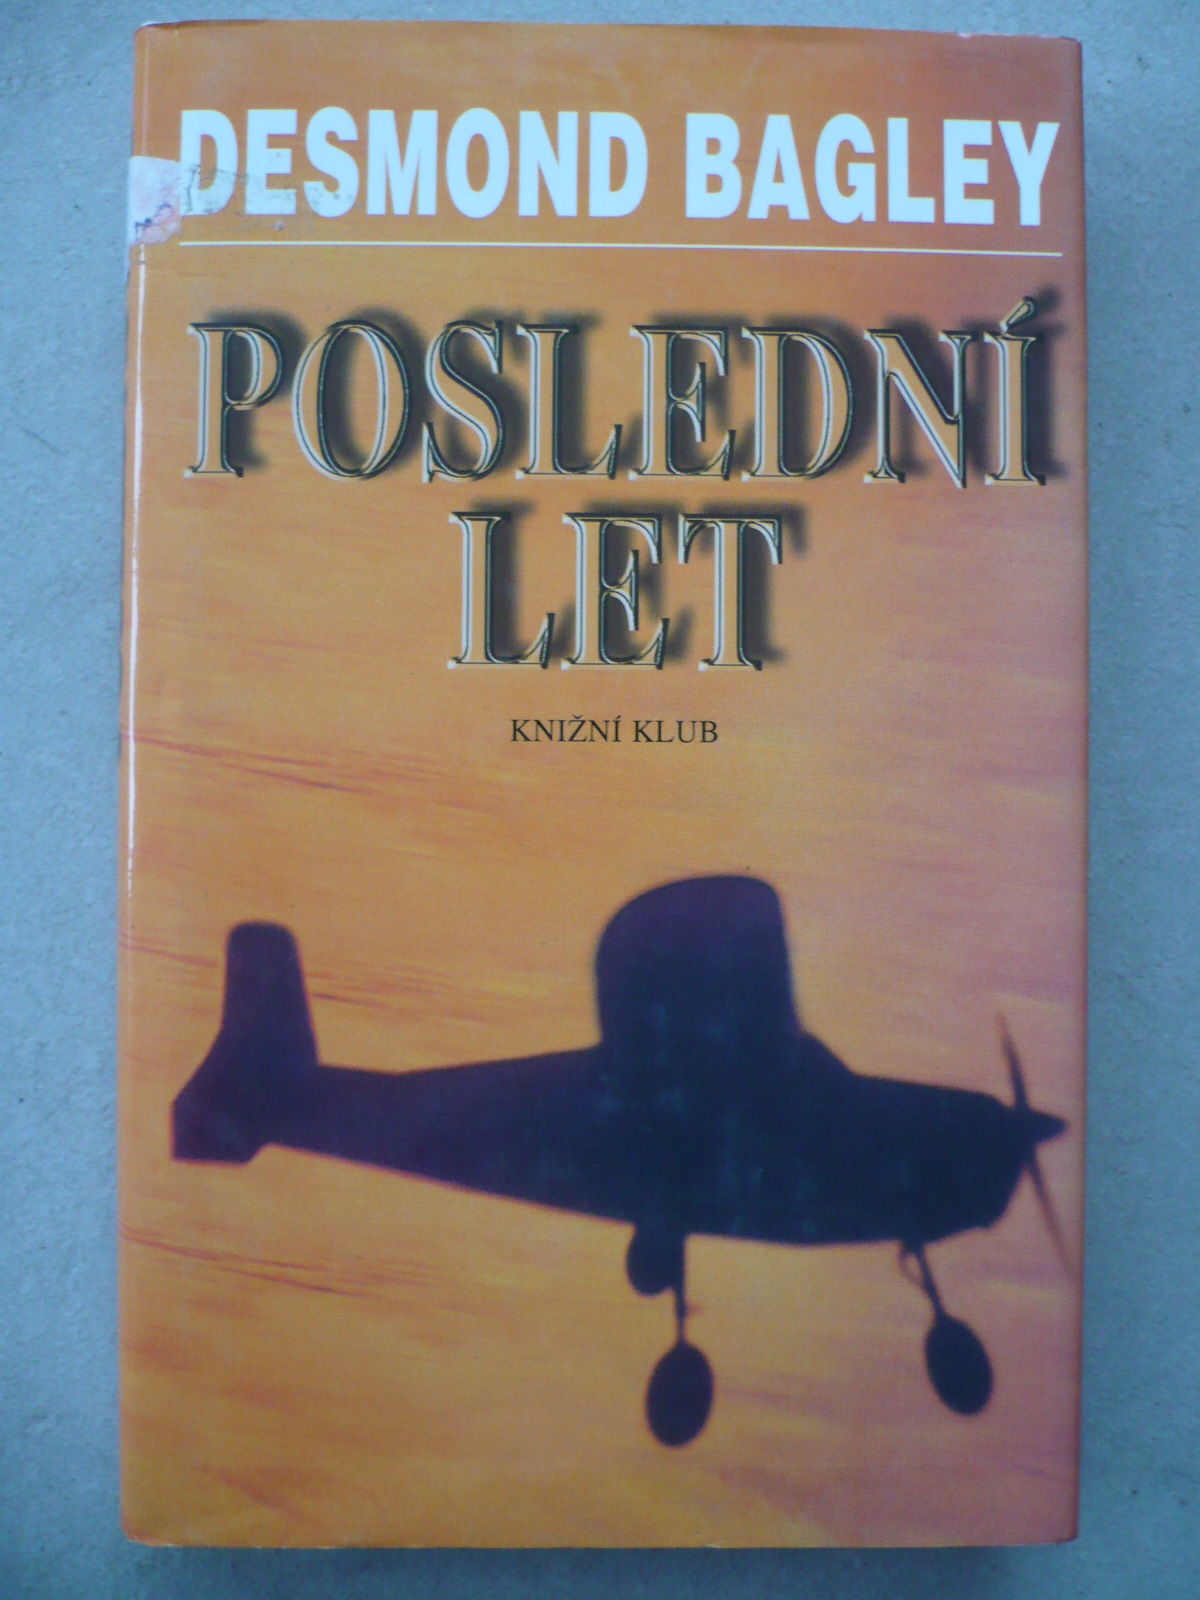 DESMOND BAGLEY
POSLEDNÍ
LET
KNIŽNÍ KLUB